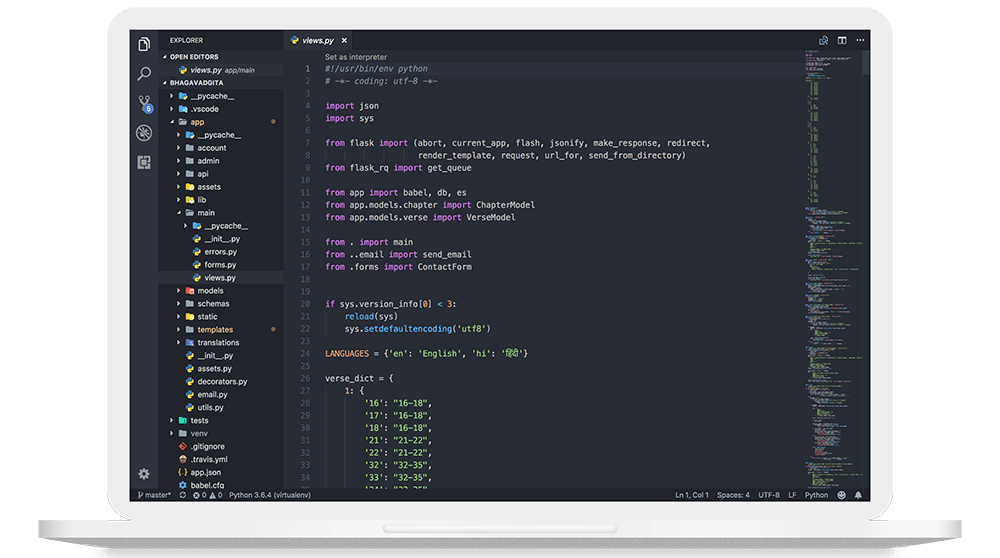 EXPLORER
OPEN EDITORS
views.py app/main
BHAGAVADGITA
__pycache__
.vscode
app
__pycache__
account
admin
api
assets
lib
main
__pycache__
__init__.py
errors.py
forms.py
views.py
models
schemas
static
templates
translations
__init__.py
assets.py
decorators.py
email.py
utils.py
tests
venv
.gitignore
.travis.yml
app.json
babel.cfg
5
views.py ×
Set as interpreter
1 #!/usr/bin/env python
2 # -*- coding: utf-8 -*-
3
4 import json
5 import sys
6
7 from flask import (abort, current_app, flash, jsonify, make_response, redirect,
8 render_template, request, url_for, send_from_directory)
9 from flask_rq import get_queue
10
11 from app import babel, db, es
12 from app.models.chapter import ChapterModel
13 from app.models.verse import VerseModel
14
15 from . import main
16 from ..email import send_email
17 from .forms import ContactForm
18
19
20 if sys.version_info[0] < 3:
21 reload(sys)
22 sys.setdefaultencoding('utf8')
23
24 LANGUAGES = {'en': 'English', 'hi': 'हिंदी'}
25
26 verse_dict = {
27 1: {
28 '16': "16-18",
29 '17': "16-18",
30 '18': "16-18",
31 '21': "21-22",
32 '22': "21-22",
33 '32': "32-35",
34 '33': "32-35",
master* 0 0 Python 3.6.4 (virtualenv) Ln 1, Col 1 Spaces: 4 UTF-8 LF Python